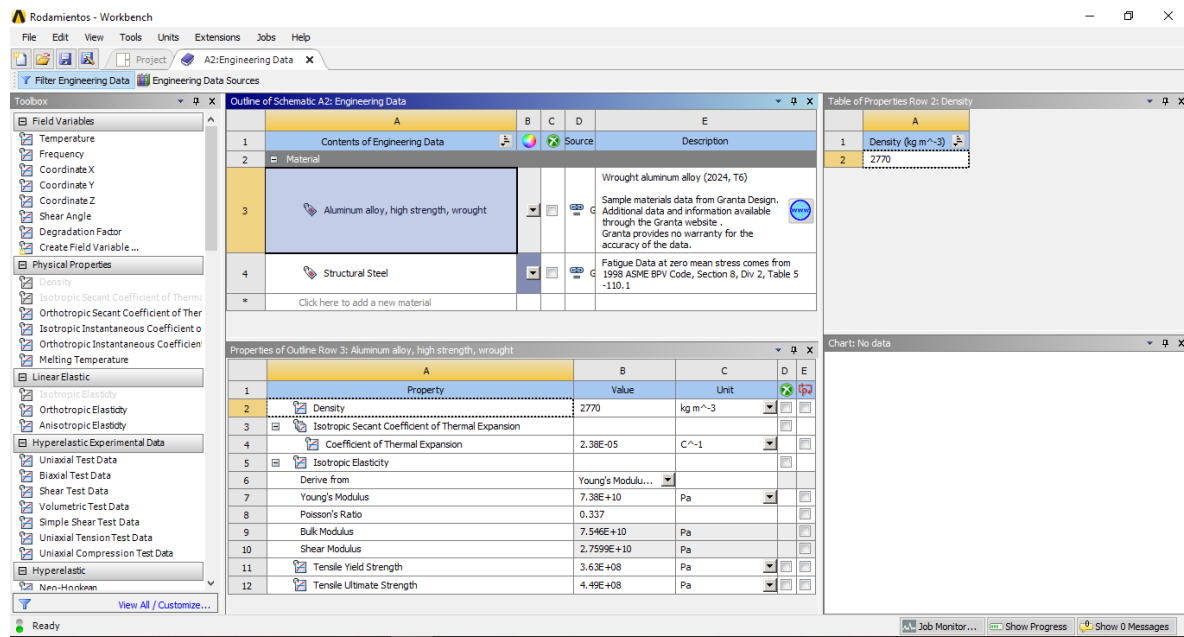 Rodamientos - Workbench
File Edit View Tools Units Extensions Jobs Help
Project A2:Engineering Data
Filter Engineering Data Engineering Data Sources
Toolbox
Field Variables
Temperature
Frequency
Coordinate X
Coordinate Y
Coordinate Z
Shear Angle
Degradation Factor
Create Field Variable ...
Physical Properties
Density
Isotropic Secant Coefficient of Therma
Orthotropic Secant Coefficient of Ther
Isotropic Instantaneous Coefficient o
Orthotropic Instantaneous Coefficien
Melting Temperature
Linear Elastic
Isotropic Elasticity
Orthotropic Elasticity
Anisotropic Elasticity
Hyperelastic Experimental Data
Uniaxial Test Data
Biaxial Test Data
Shear Test Data
Volumetric Test Data
Simple Shear Test Data
Uniaxial Tension Test Data
Uniaxial Compression Test Data
Hyperelastic
Neo-Hookean
View All / Customize...
Outline of Schematic A2: Engineering Data
A B C D E
1 Contents of Engineering Data Source Description
2 Material
3 Aluminum alloy, high strength, wrought G
Wrought aluminum alloy (2024, T6)
Sample materials data from Granta Design.
Additional data and information available
through the Granta website .
Granta provides no warranty for the
accuracy of the data.
www
4 Structural Steel G
Fatigue Data at zero mean stress comes from
1998 ASME BPV Code, Section 8, Div 2, Table 5
-110.1
* Click here to add a new material
Properties of Outline Row 3: Aluminum alloy, high strength, wrought
A B C D E
1 Property Value Unit
2 Density 2770 kg m^-3
3 Isotropic Secant Coefficient of Thermal Expansion
4 Coefficient of Thermal Expansion 2.38E-05 C^-1
5 Isotropic Elasticity
6 Derive from Young's Modulu...
7 Young's Modulus 7.38E+10 Pa
8 Poisson's Ratio 0.337
9 Bulk Modulus 7.546E+10 Pa
10 Shear Modulus 2.7599E+10 Pa
11 Tensile Yield Strength 3.63E+08 Pa
12 Tensile Ultimate Strength 4.49E+08 Pa
Table of Properties Row 2: Density
A
1 Density (kg m^-3)
2 2770
Chart: No data
Ready
Job Monitor... Show Progress Show 0 Messages